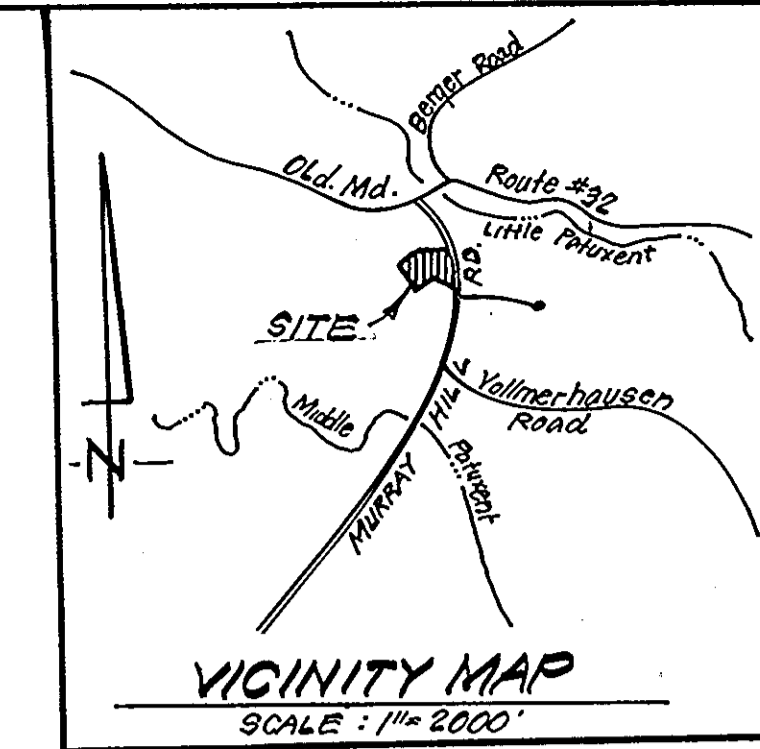 Berger Road
Old. Md.
Route #32
Little Patuxent
RD.
SITE
Vollmerhausen
Road
HILL
Middle
Patuxent
MURRAY
-N-
VICINITY MAP
SCALE : 1"= 2000'